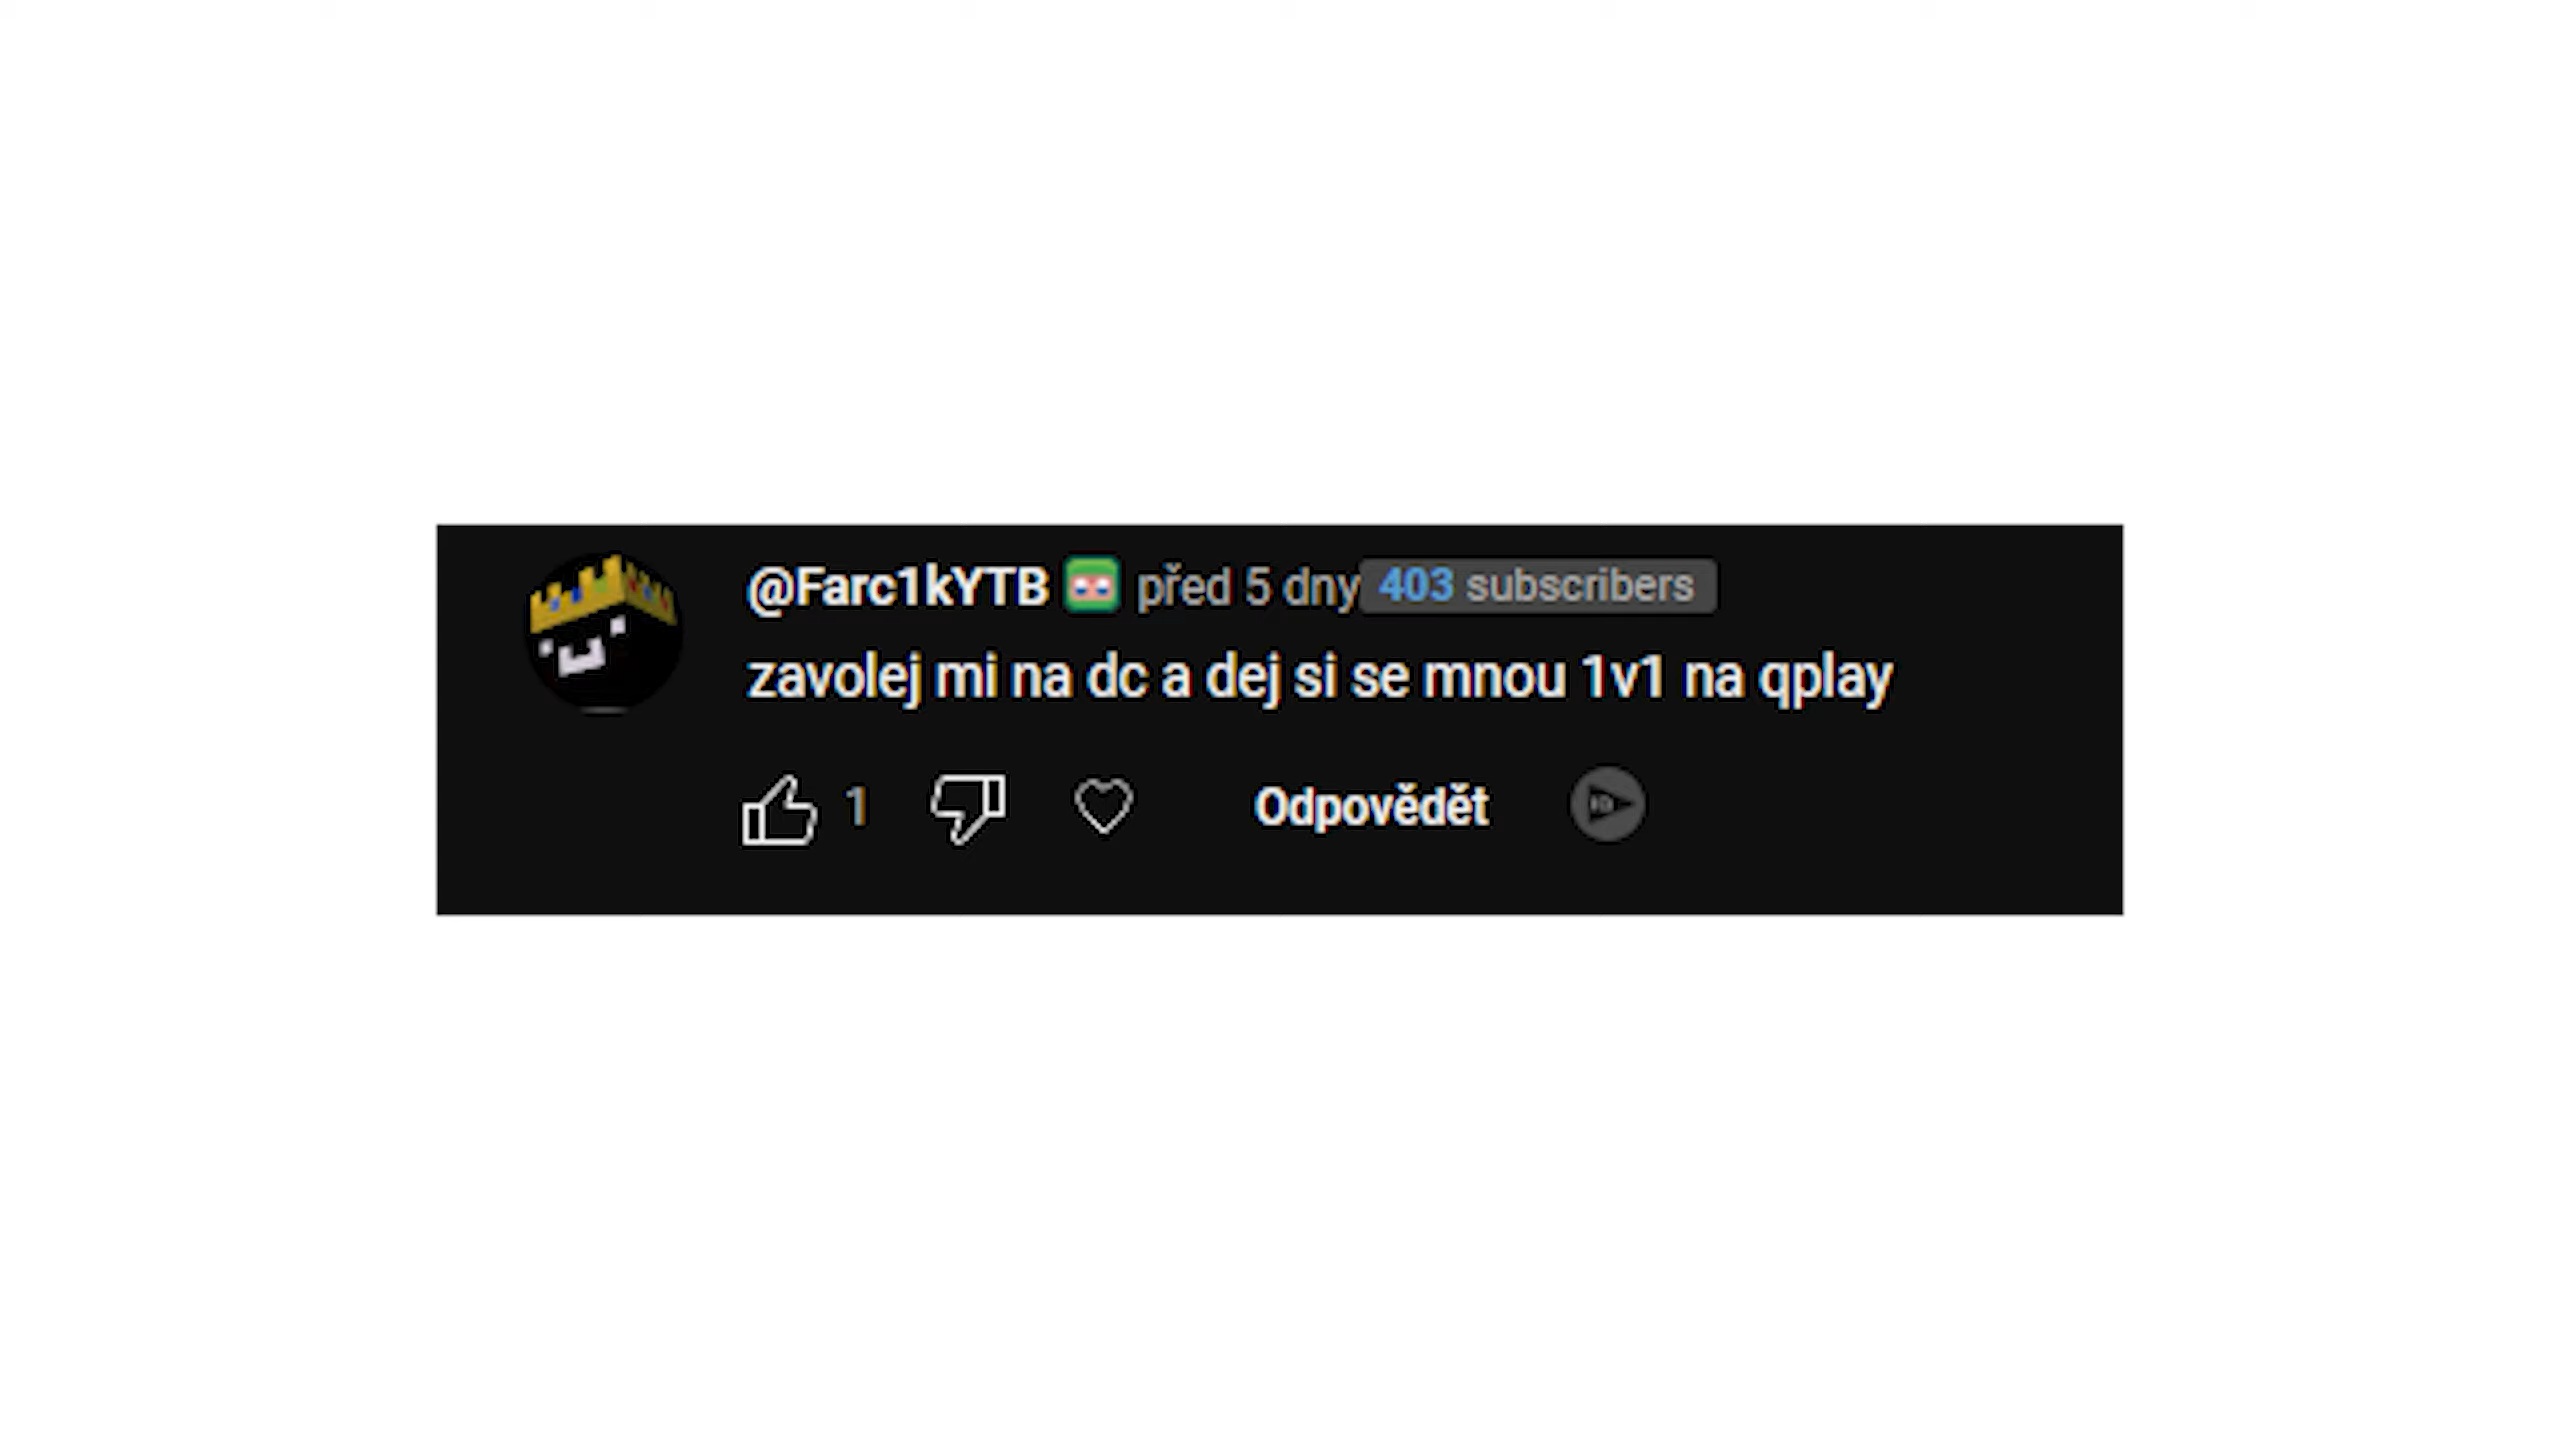 @Farc1kYTB před 5 dny 403 subscribers
zavolej mi na dc a dej si se mnou 1v1 na qplay
1 Odpovědět